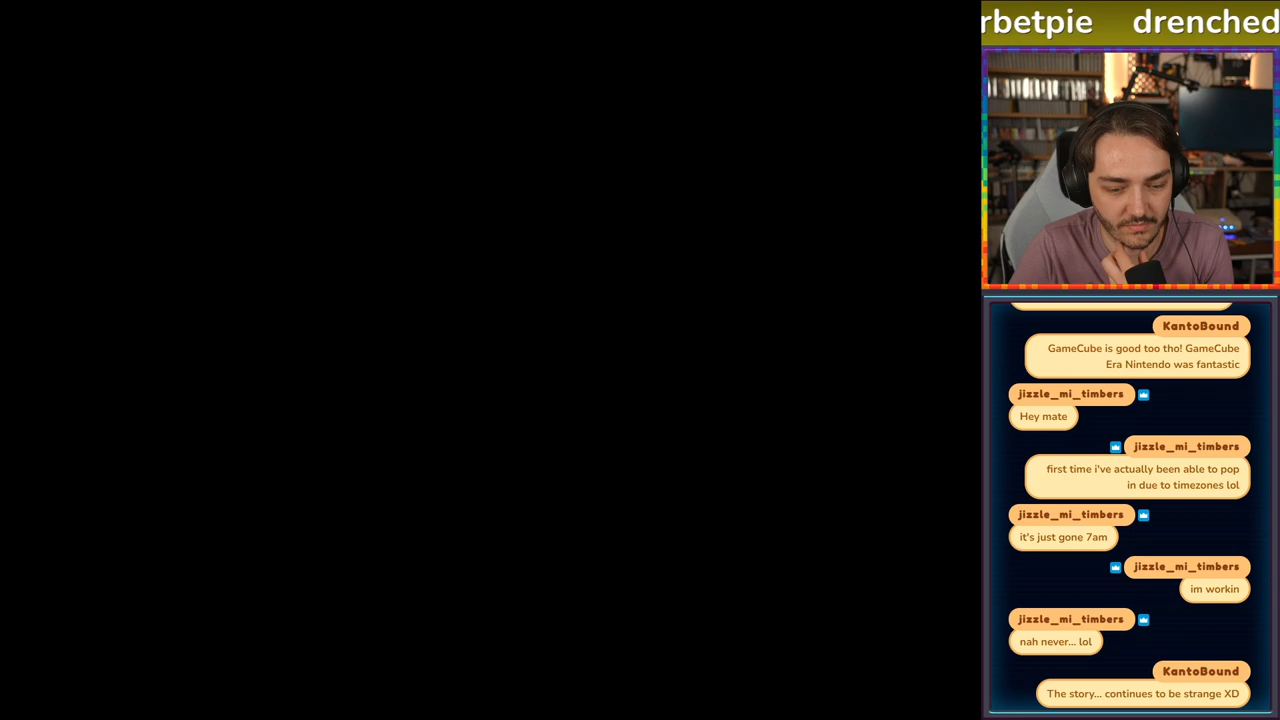 rbetpie drenched
KantoBound
GameCube is good too tho! GameCube
Era Nintendo was fantastic
jizzle_mi_timbers
Hey mate
jizzle_mi_timbers
first time i've actually been able to pop
in due to timezones lol
jizzle_mi_timbers
it's just gone 7am
jizzle_mi_timbers
im workin
jizzle_mi_timbers
nah never... lol
KantoBound
The story... continues to be strange XD